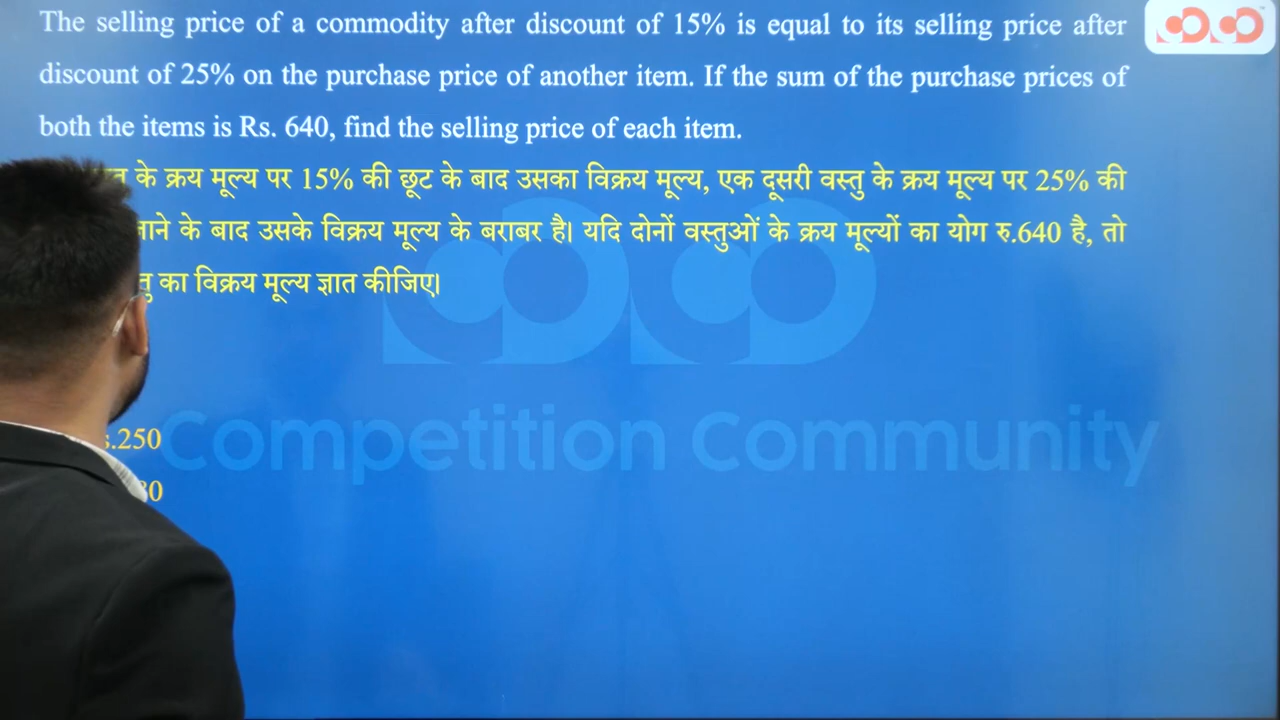 The selling price of a commodity after discount of 15% is equal to its selling price after
discount of 25% on the purchase price of another item. If the sum of the purchase prices of
both the items is Rs. 640, find the selling price of each item.
के क्रय मूल्य पर 15% की छूट के बाद उसका विक्रय मूल्य, एक दूसरी वस्तु के क्रय मूल्य पर 25% की
के बाद उसके विक्रय मूल्य के बराबर है। यदि दोनों वस्तुओं के क्रय मूल्यों का योग रु.640 है, तो
का विक्रय मूल्य ज्ञात कीजिए।
Competition Community
.250